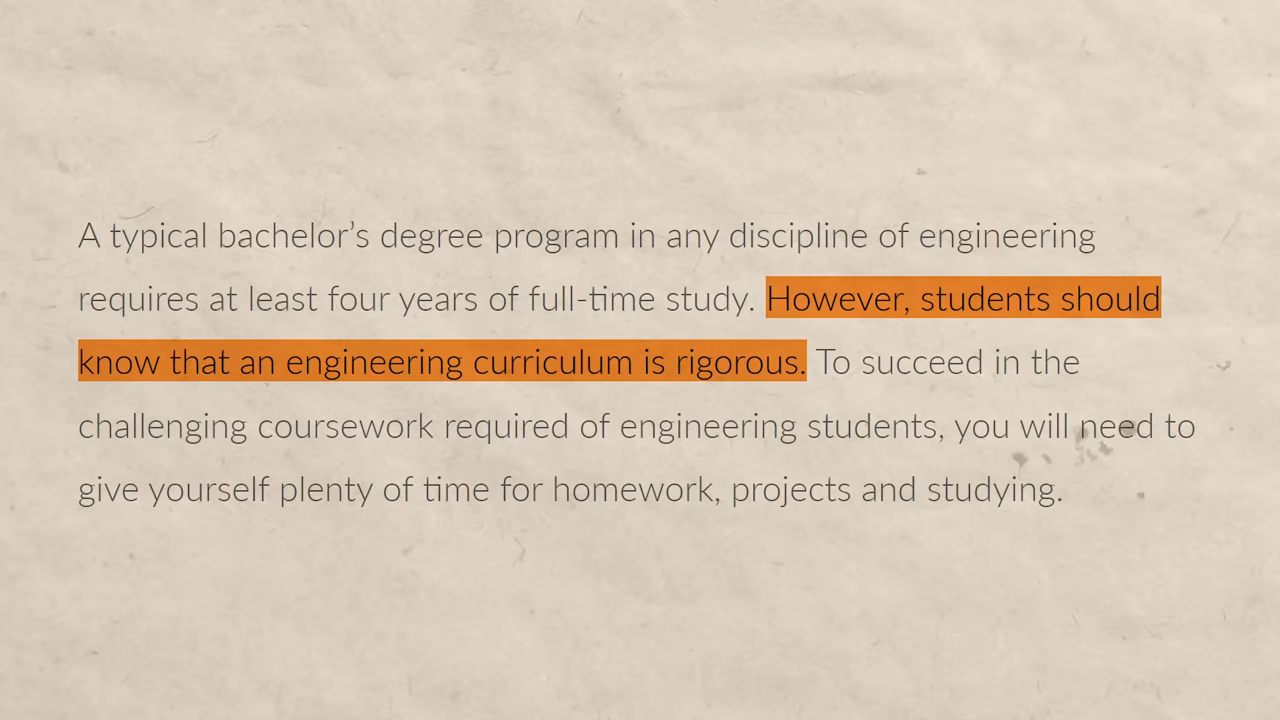 A typical bachelor’s degree program in any discipline of engineering
requires at least four years of full-time study. However, students should
know that an engineering curriculum is rigorous. To succeed in the
challenging coursework required of engineering students, you will need to
give yourself plenty of time for homework, projects and studying.